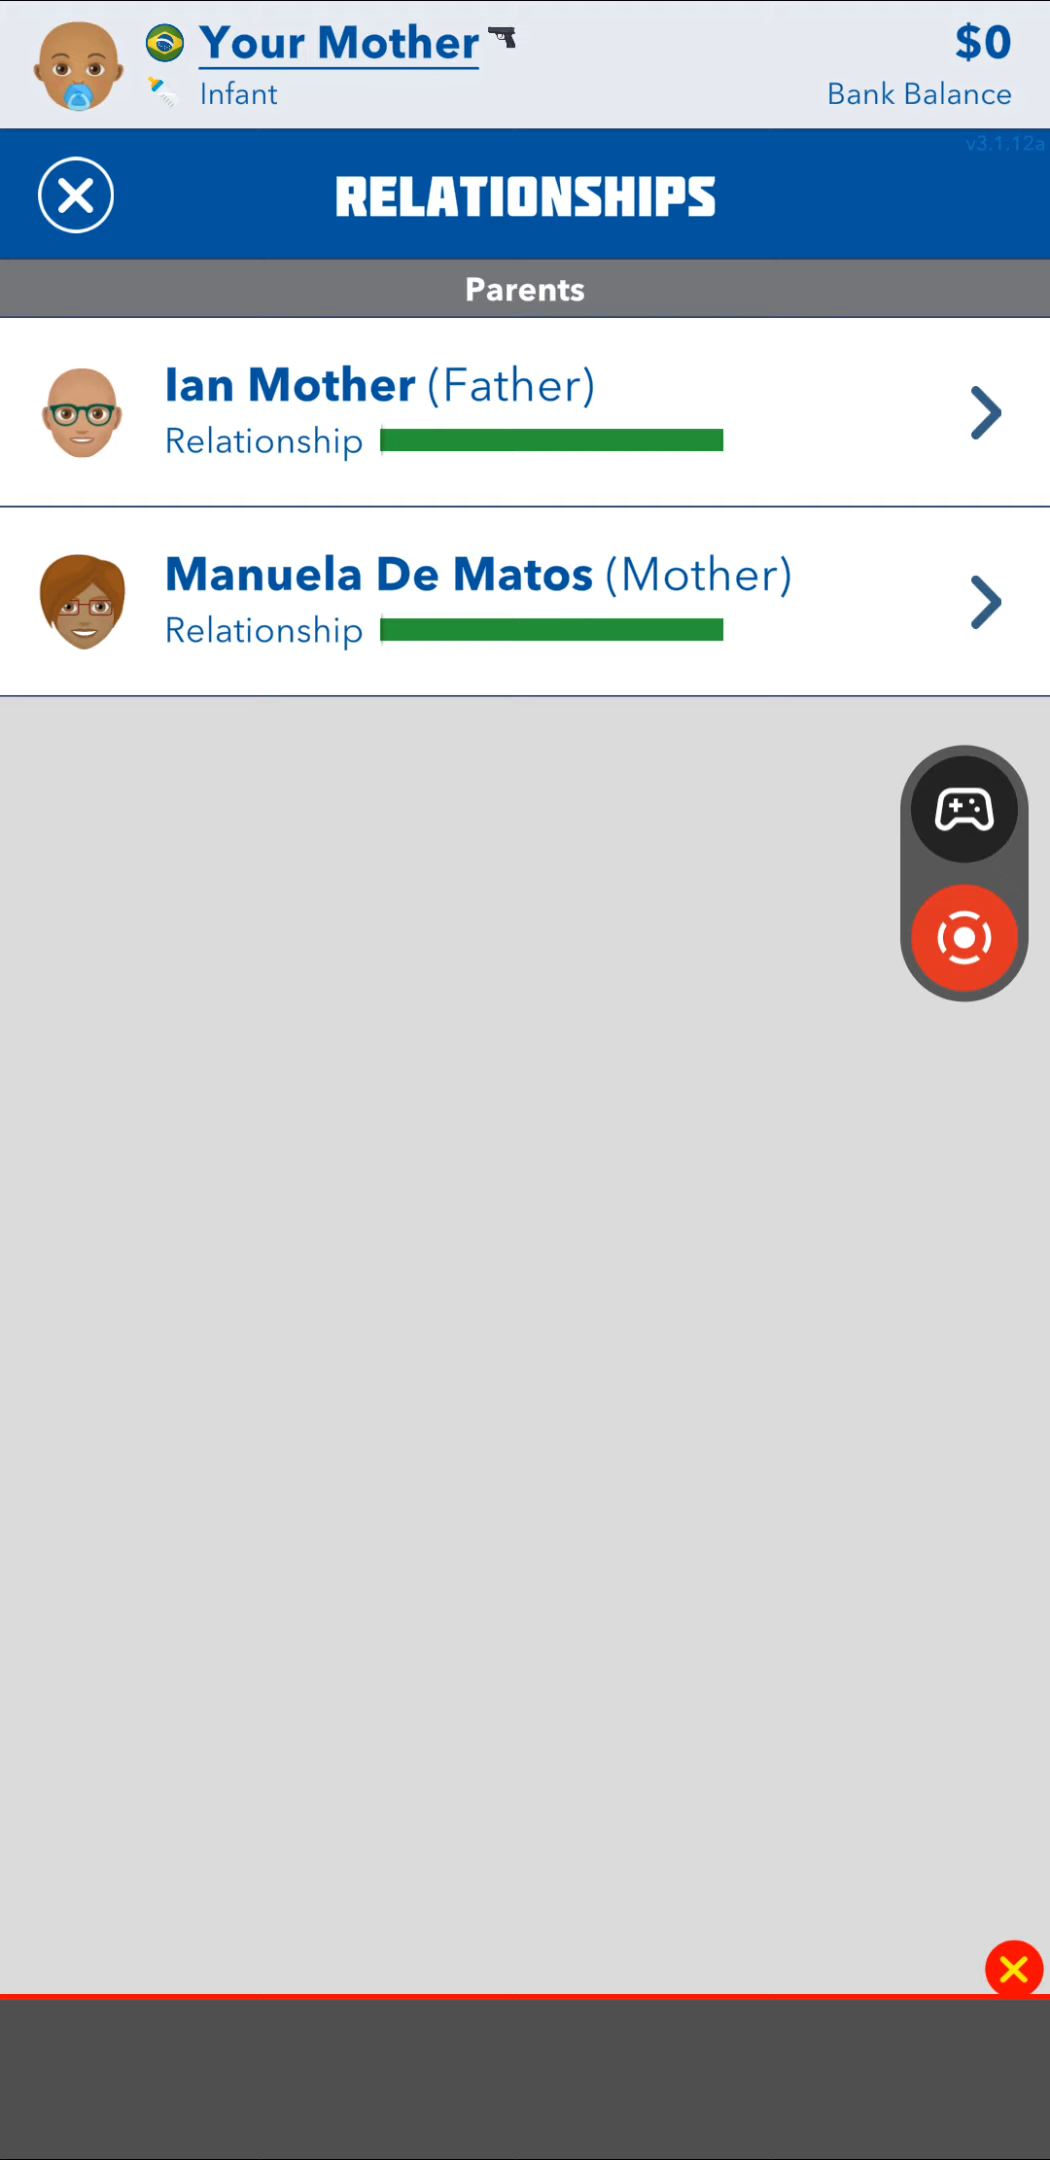 Your Mother
$0
Infant
Bank Balance
v3.1.12a
RELATIONSHIPS
Parents
Ian Mother (Father)
Relationship
Manuela De Matos (Mother)
Relationship